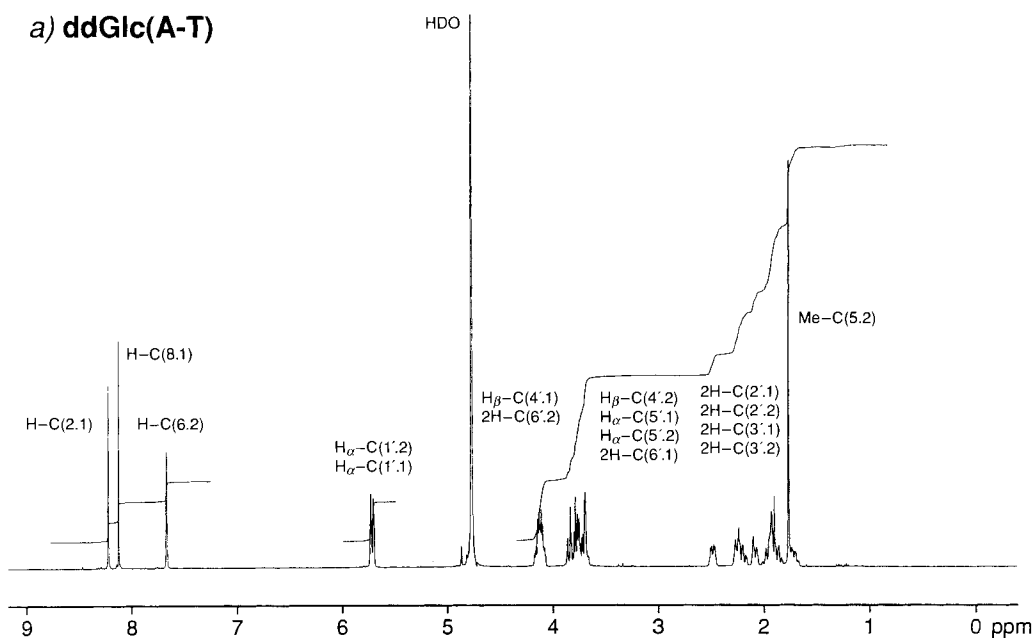 a) ddGlc(A-T)
HDO
H–C(2.1)
H–C(8.1)
H–C(6.2)
Hα–C(1′.2)
Hα–C(1′.1)
Hβ–C(4′.1)
2H–C(6′.2)
Hβ–C(4′.2)
Hα–C(5′.1)
Hα–C(5′.2)
2H–C(6′.1)
2H–C(2′.1)
2H–C(2′.2)
2H–C(3′.1)
2H–C(3′.2)
Me–C(5.2)
9 8 7 6 5 4 3 2 1 0 ppm